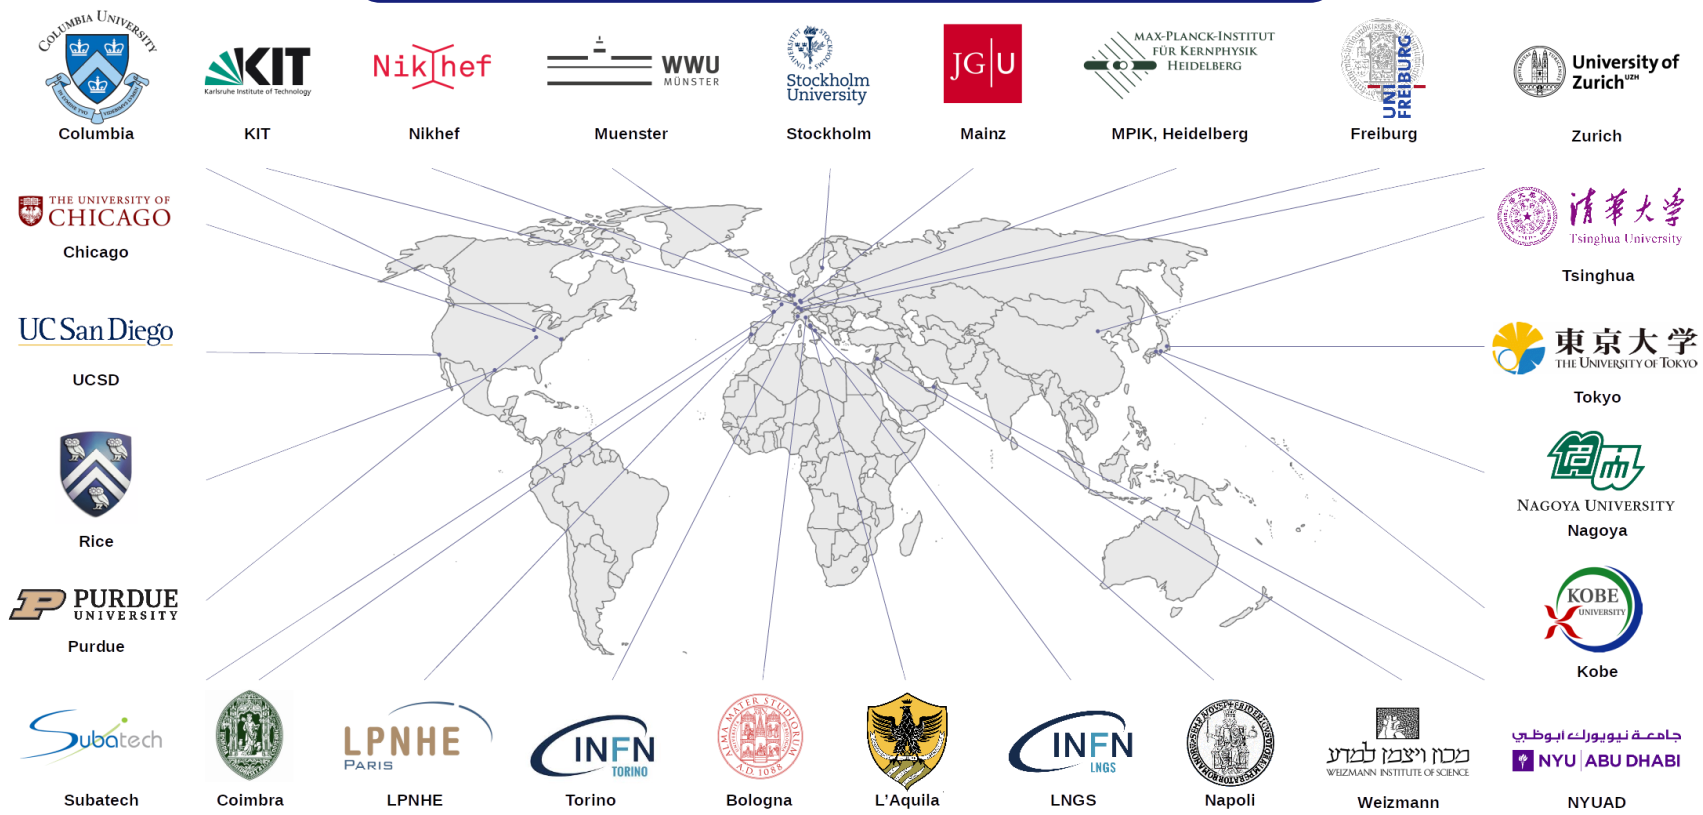 COLUMBIA UNIVERSITY
Columbia
KIT
Karlsruhe Institute of Technology
KIT
Nikhef
Nikhef
WWU
MÜNSTER
Muenster
Stockholm
University
Stockholm
JG|U
Mainz
MAX-PLANCK-INSTITUT
FÜR KERNPHYSIK
HEIDELBERG
MPIK, Heidelberg
UNI
FREIBURG
Freiburg
University of
Zurich UZH
Zurich
THE UNIVERSITY OF
CHICAGO
Chicago
清華大学
Tsinghua University
Tsinghua
UC San Diego
UCSD
東京大学
THE UNIVERSITY OF TOKYO
Tokyo
Rice
NAGOYA UNIVERSITY
Nagoya
PURDUE
UNIVERSITY
Purdue
KOBE
UNIVERSITY
Kobe
Subatech
Subatech
Coimbra
LPNHE
PARIS
LPNHE
INFN
TORINO
Torino
ALMA MATER STUDIORUM
A.D. 1088
Bologna
L'Aquila
INFN
LNGS
LNGS
Napoli
מכון ויצמן למדע
WEIZMANN INSTITUTE OF SCIENCE
Weizmann
جامعة نيويورك أبوظبي
NYU | ABU DHABI
NYUAD